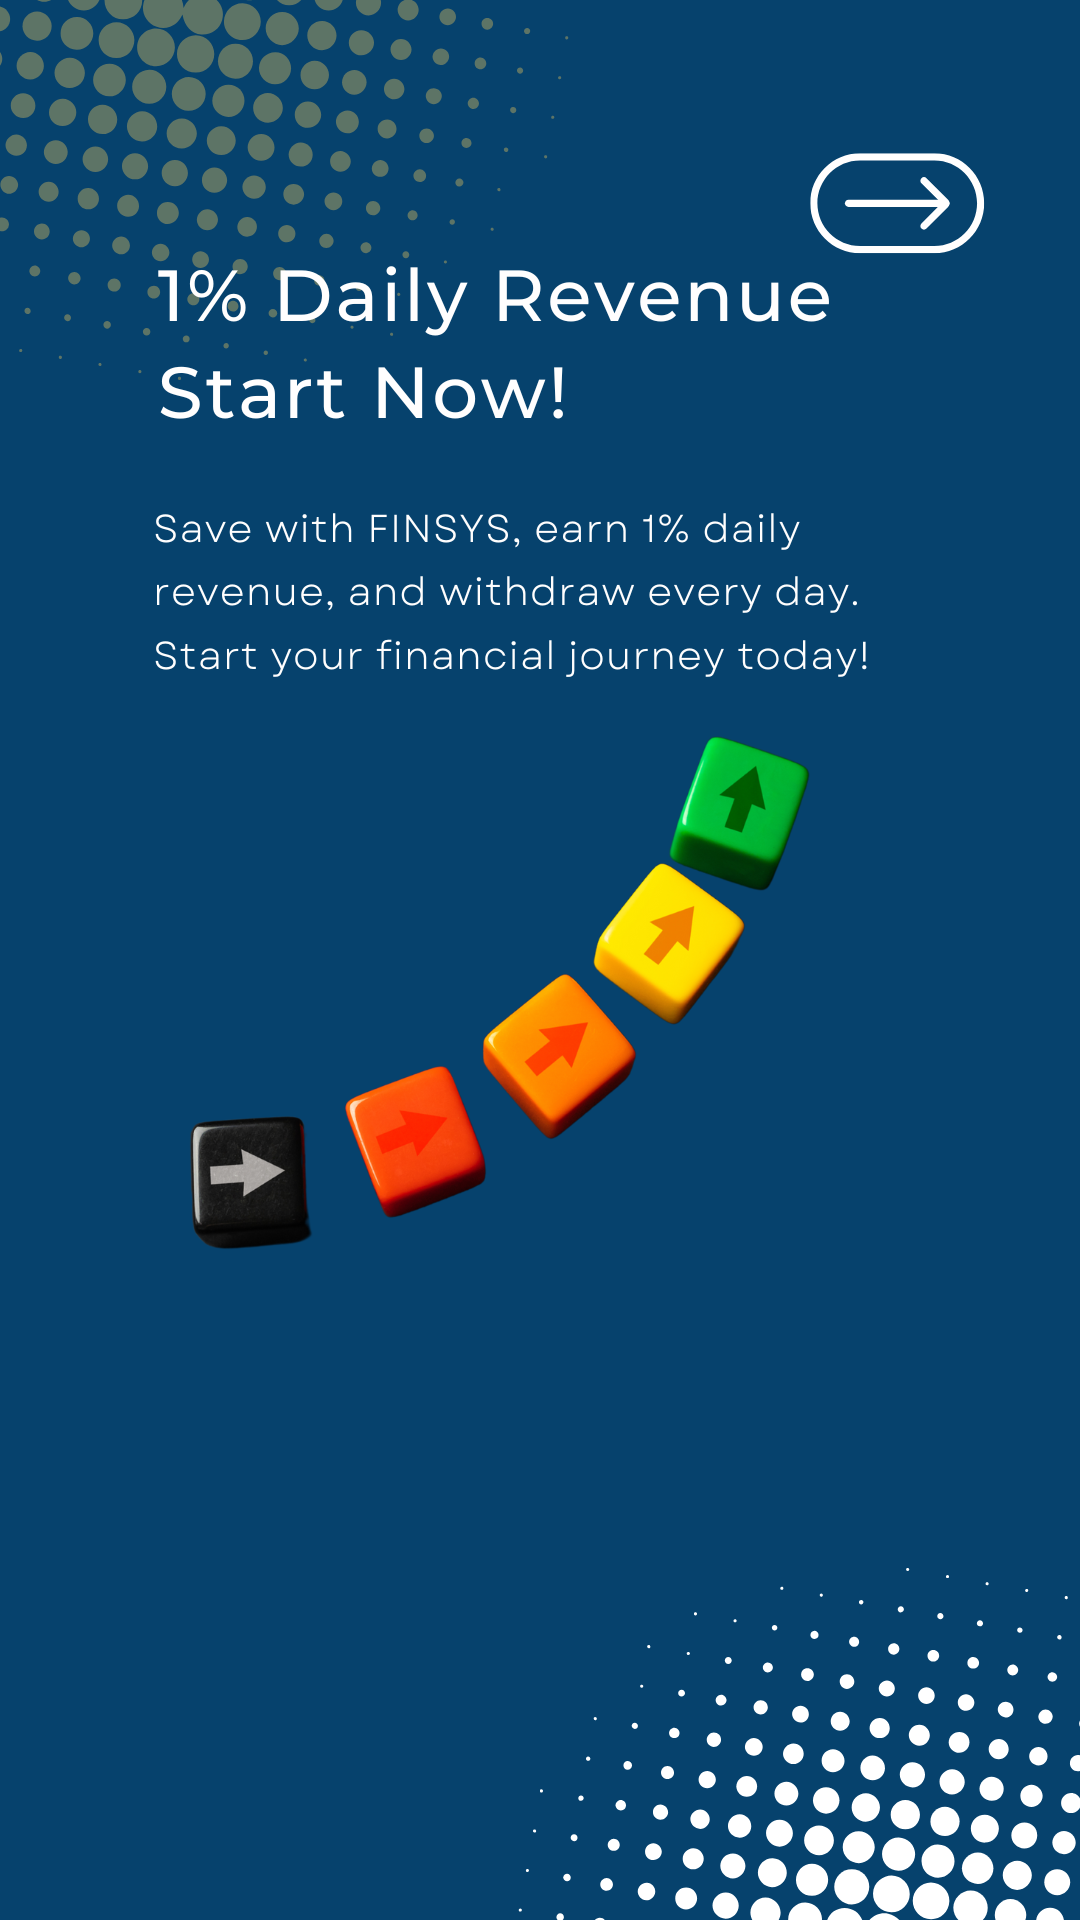 1% Daily Revenue
Start Now!
Save with FINSYS, earn 1% daily
revenue, and withdraw every day.
Start your financial journey today!